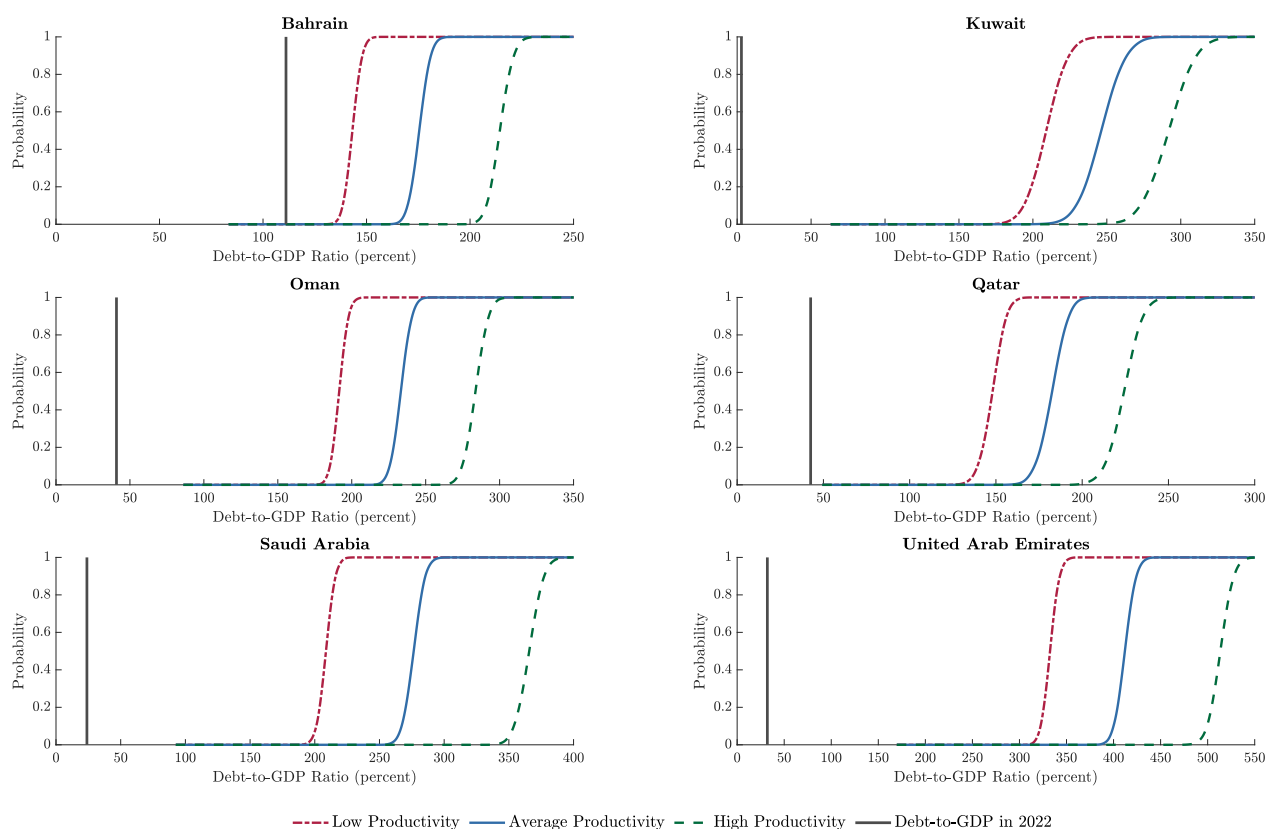 Bahrain
Probability
1
0.8
0.6
0.4
0.2
0
0 50 100 150 200 250
Debt-to-GDP Ratio (percent)
Kuwait
Probability
1
0.8
0.6
0.4
0.2
0
0 50 100 150 200 250 300 350
Debt-to-GDP Ratio (percent)
Oman
Probability
1
0.8
0.6
0.4
0.2
0
0 50 100 150 200 250 300 350
Debt-to-GDP Ratio (percent)
Qatar
Probability
1
0.8
0.6
0.4
0.2
0
0 50 100 150 200 250 300
Debt-to-GDP Ratio (percent)
Saudi Arabia
Probability
1
0.8
0.6
0.4
0.2
0
0 50 100 150 200 250 300 350 400
Debt-to-GDP Ratio (percent)
United Arab Emirates
Probability
1
0.8
0.6
0.4
0.2
0
0 50 100 150 200 250 300 350 400 450 500 550
Debt-to-GDP Ratio (percent)
Low Productivity Average Productivity High Productivity Debt-to-GDP in 2022